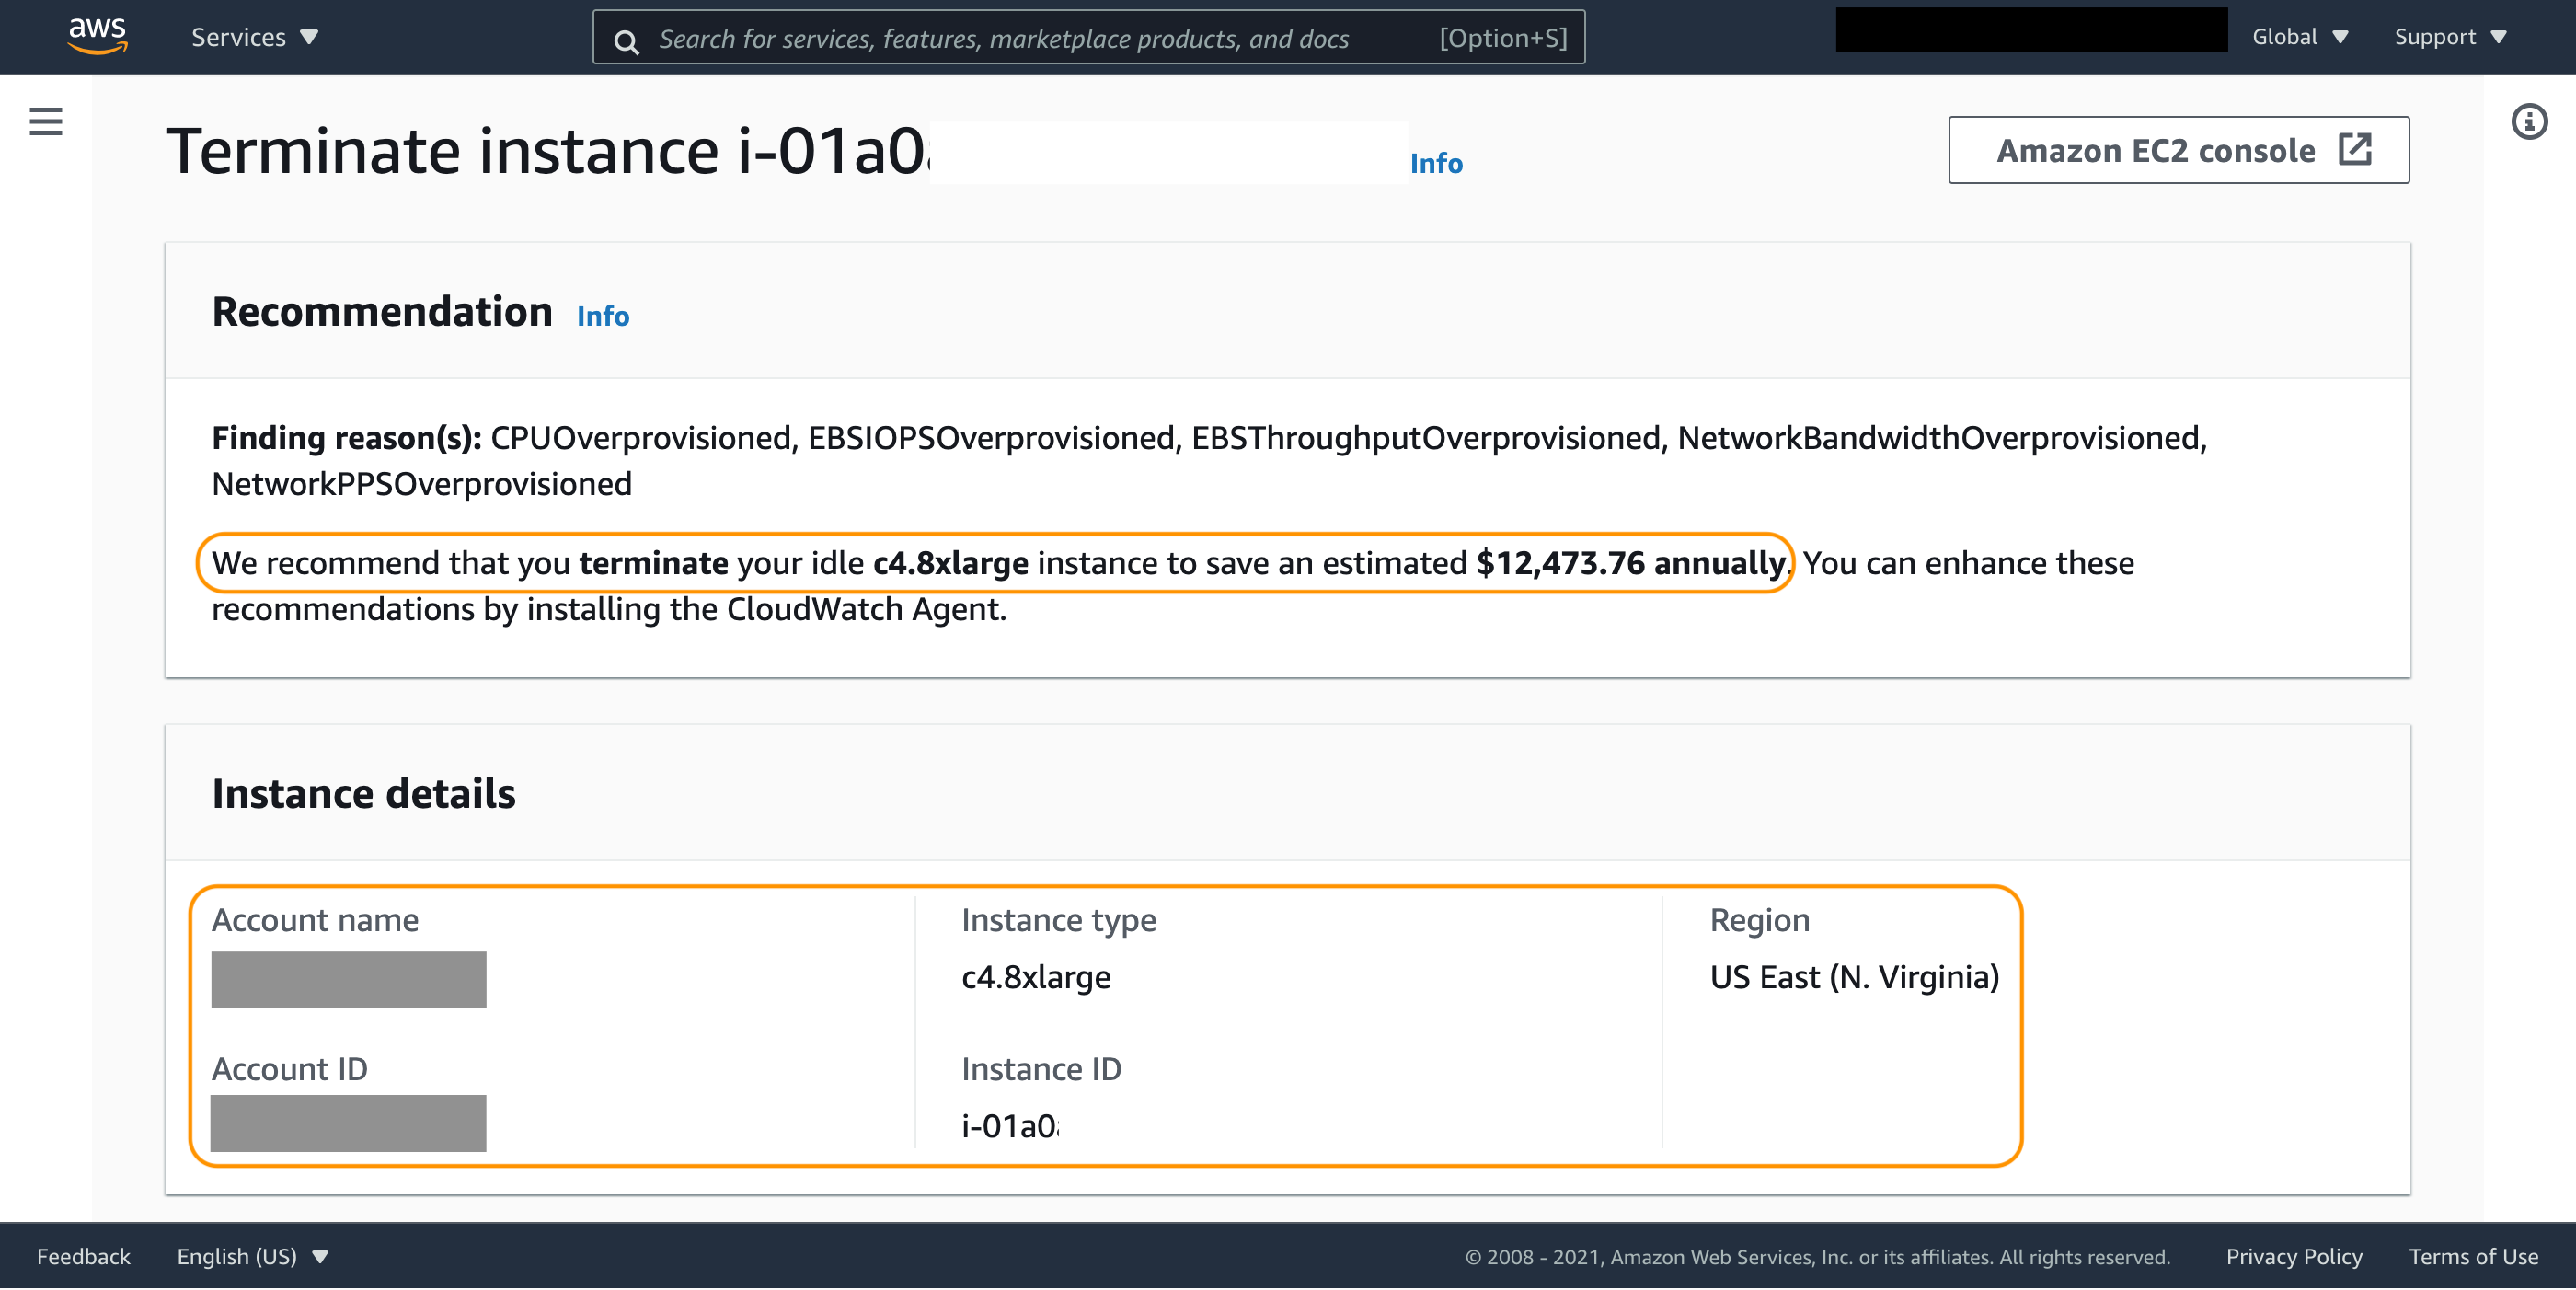 aws
Services
Search for services, features, marketplace products, and docs
[Option+S]
Global
Support
Terminate instance i-01a0
Info
Amazon EC2 console
Recommendation Info
Finding reason(s): CPUOverprovisioned, EBSIOPSOverprovisioned, EBSThroughputOverprovisioned, NetworkBandwidthOverprovisioned,
NetworkPPSOverprovisioned
We recommend that you terminate your idle c4.8xlarge instance to save an estimated $12,473.76 annually. You can enhance these
recommendations by installing the CloudWatch Agent.
Instance details
Account name
Account ID
Instance type
c4.8xlarge
Instance ID
i-01a0
Region
US East (N. Virginia)
Feedback
English (US)
© 2008 - 2021, Amazon Web Services, Inc. or its affiliates. All rights reserved.
Privacy Policy
Terms of Use